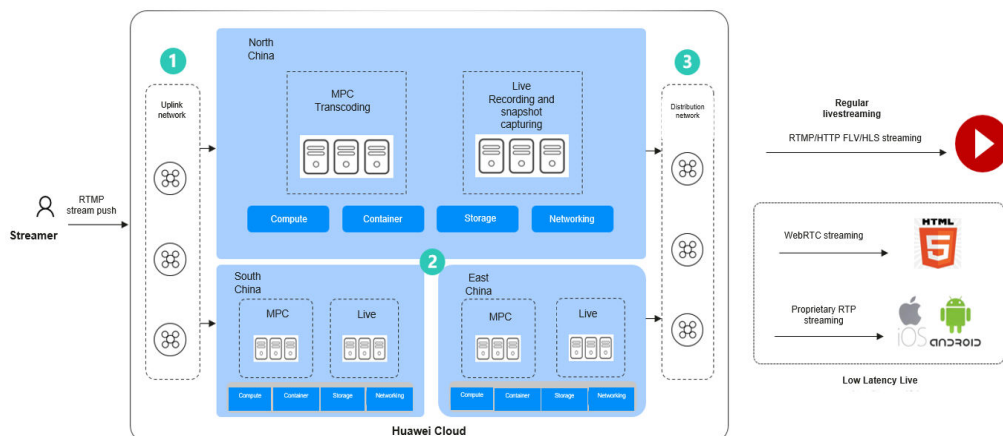 1
Uplink
network
RTMP
stream push
Streamer
North
China
MPC
Transcoding
Live
Recording and
snapshot
capturing
Compute
Container
Storage
Networking
2
South
China
MPC
Live
Compute
Container
Storage
Networking
East
China
MPC
Live
Compute
Container
Storage
Networking
Huawei Cloud
3
Distribution
network
Regular
livestreaming
RTMP/HTTP FLV/HLS streaming
WebRTC streaming
HTML
5
Proprietary RTP
streaming
iOS
ANDROID
Low Latency Live